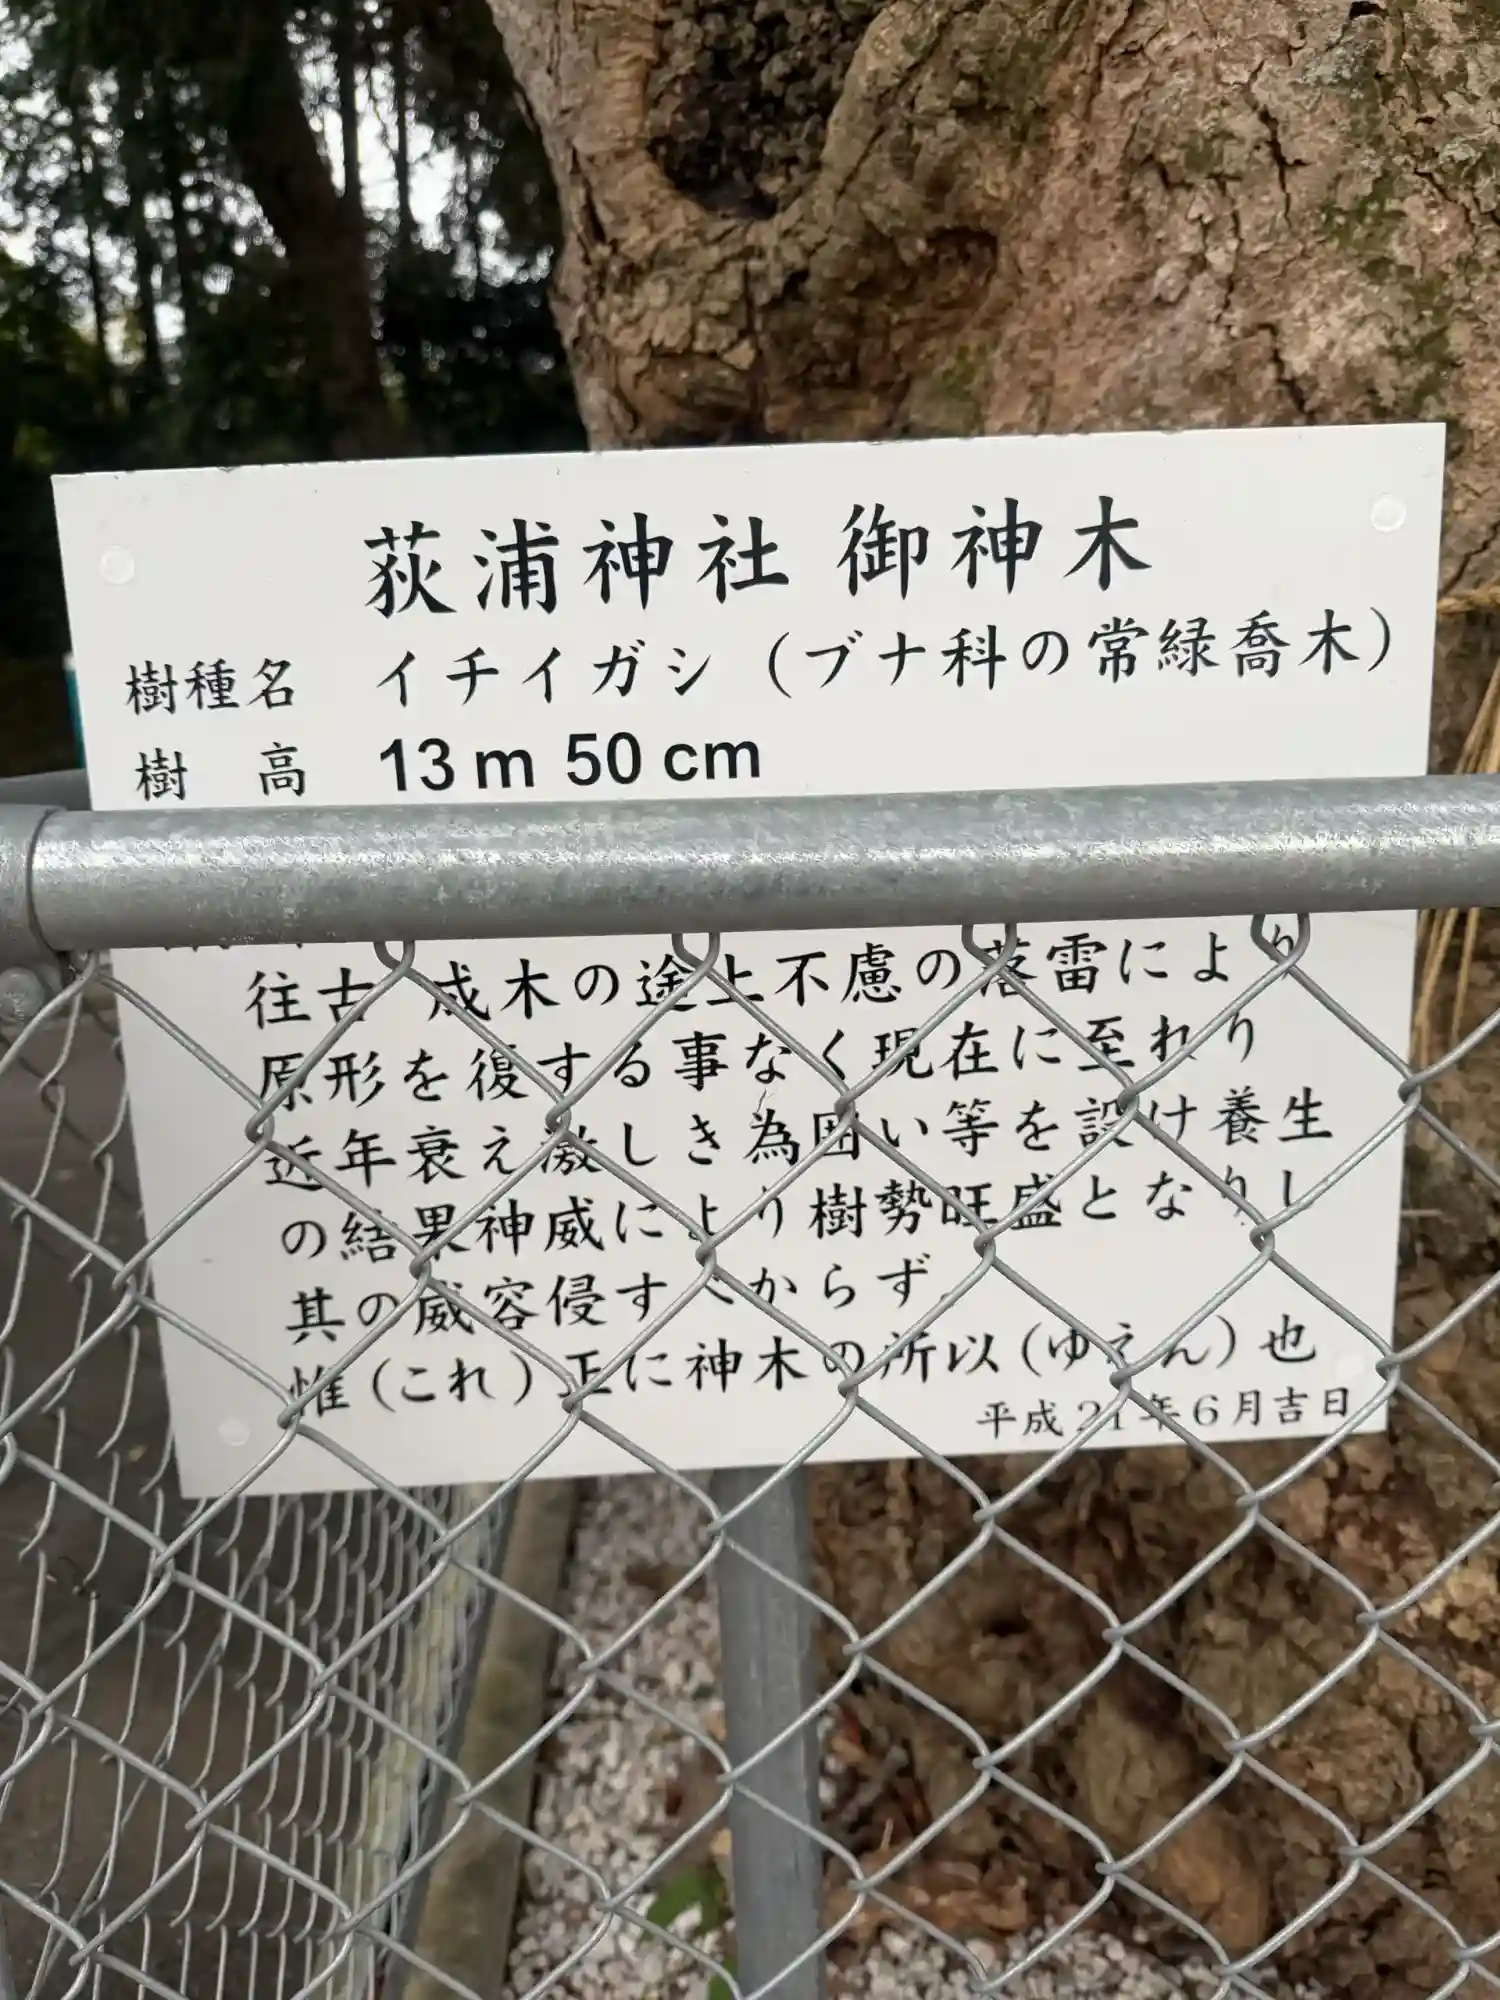 荻浦神社 御神木
樹種名 イチイガシ（ブナ科の常緑喬木）
樹 高 13m 50cm
往古 成木の途上不慮の落雷により
原形を復する事なく現在に至れり
近年衰え激しき為囲い等を設け養生
の結果神威により樹勢旺盛となりし
其の威容侵すべからず。
惟（これ）正に神木の所以（ゆえん）也
平成21年6月吉日